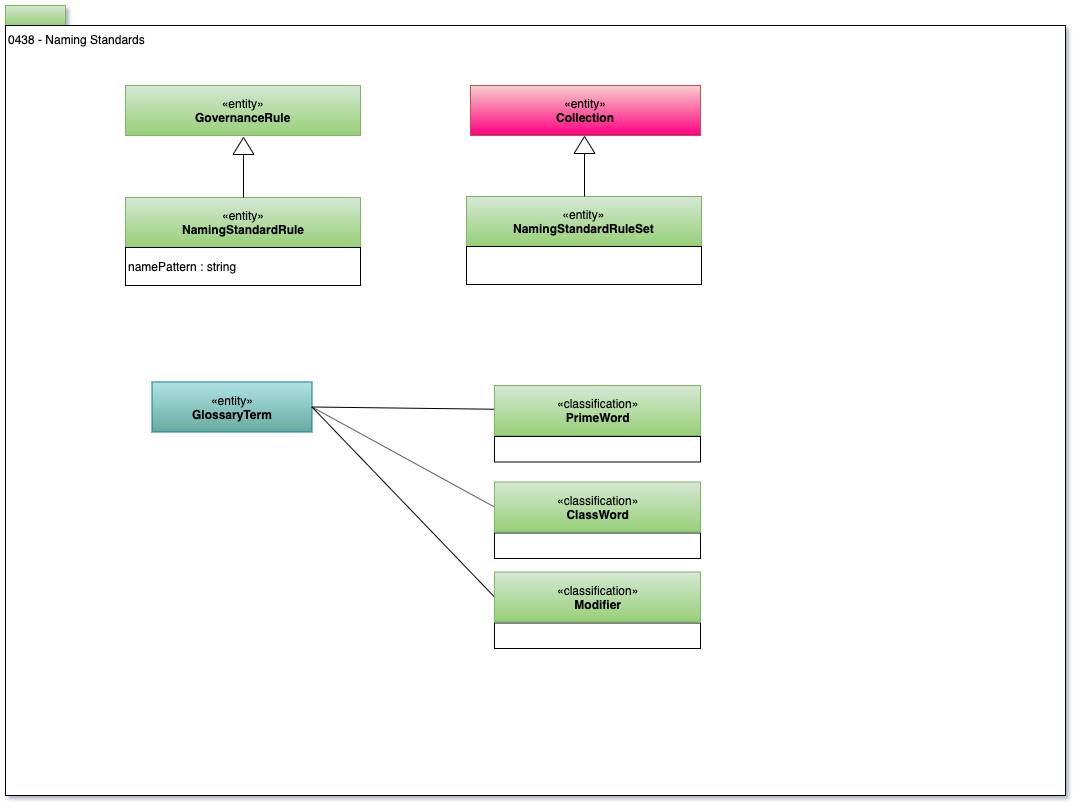 0438 - Naming Standards
«entity»
GovernanceRule
«entity»
Collection
«entity»
NamingStandardRule
namePattern : string
«entity»
NamingStandardRuleSet
«entity»
GlossaryTerm
«classification»
PrimeWord
«classification»
ClassWord
«classification»
Modifier